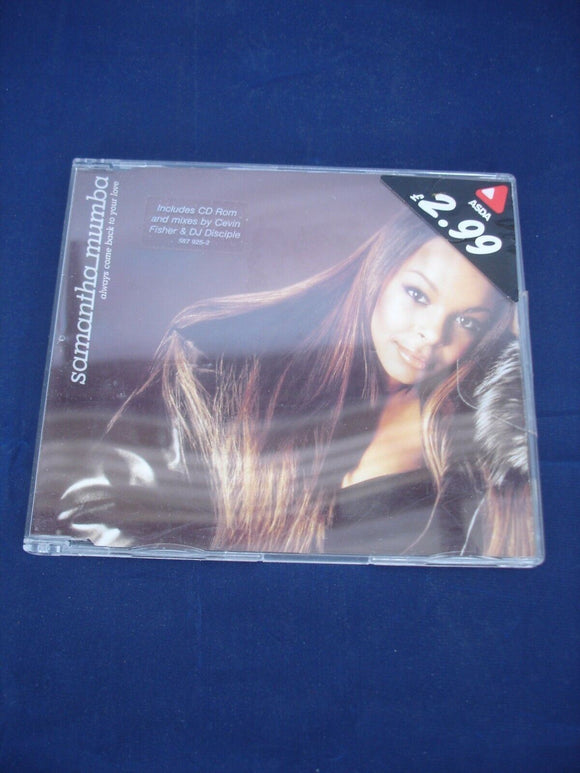 samantha mumba
always come back to your love
Includes CD Rom
and mixes by Cevin
Fisher & DJ Disciple
587 925-2
ASDA
£2.99